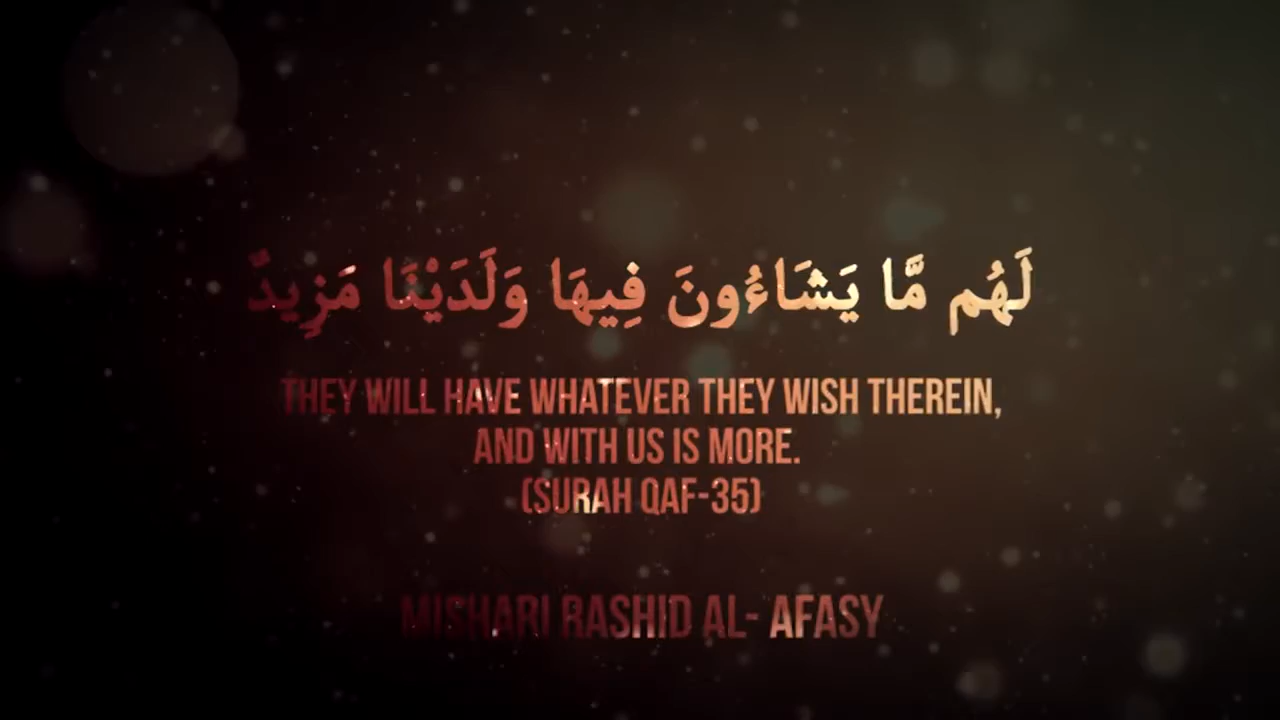 لَهُم مَّا يَشَاءُونَ فِيهَا وَلَدَيْنَا مَزِيدٌ
THEY WILL HAVE WHATEVER THEY WISH THEREIN,
AND WITH US IS MORE.
(SURAH QAF-35)
MISHARI RASHID AL- AFASY